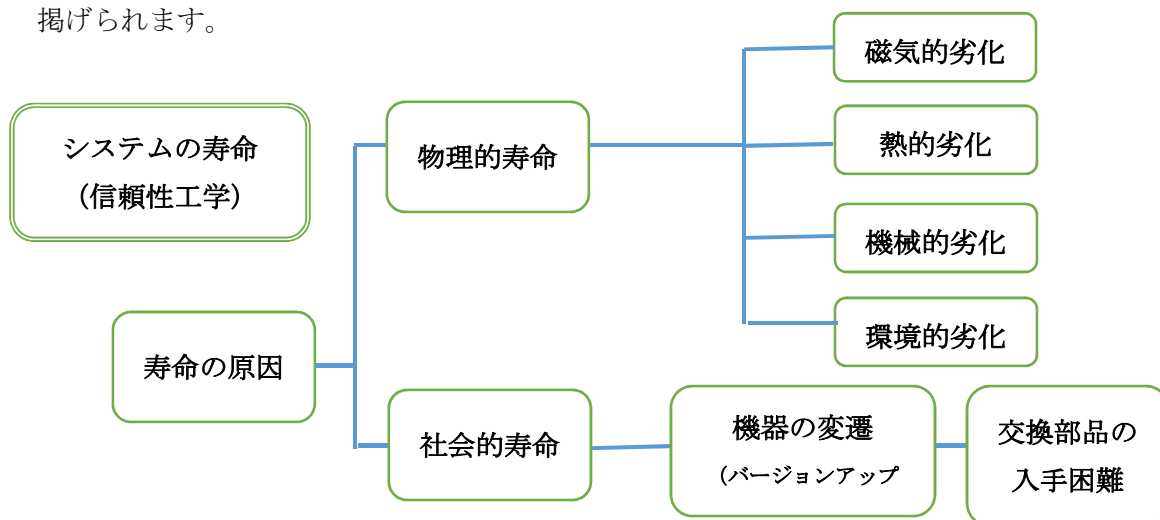 掲げられます。
システムの寿命
(信頼性工学)
寿命の原因
物理的寿命
磁気的劣化
熱的劣化
機械的劣化
環境的劣化
社会的寿命
機器の変遷
(バージョンアップ
交換部品の
入手困難